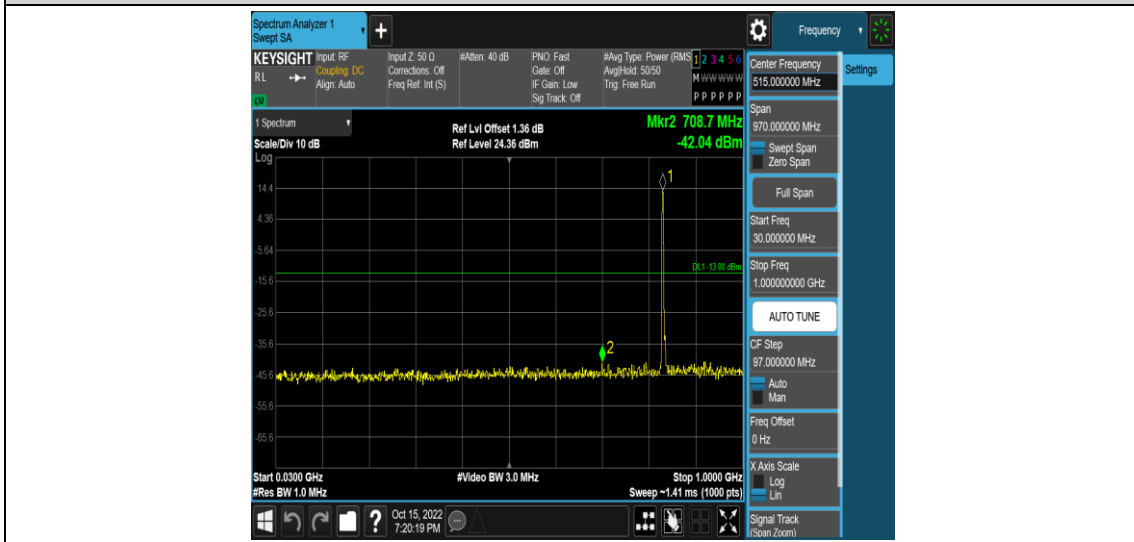 Spectrum Analyzer 1
Swept SA
+
Frequency
KEYSIGHT
RL
LXI
Input: RF
Coupling: DC
Align: Auto
Input Z: 50 Ω
Corrections: Off
Freq Ref: Int (S)
#Atten: 40 dB
PNO: Fast
Gate: Off
IF Gain: Low
Sig Track: Off
#Avg Type: Power (RMS
Avg|Hold: 50/50
Trig: Free Run
1 2 3 4 5 6
M W W W W W
P P P P P P
Center Frequency
515.000000 MHz
Settings
1 Spectrum
Scale/Div 10 dB
Log
Ref Lvl Offset 1.36 dB
Ref Level 24.36 dBm
Mkr2 708.7 MHz
-42.04 dBm
14.4
4.36
-5.64
-15.6
-25.6
-35.6
-45.6
-55.6
-65.6
1
DL1 -13.00 dBm
2
Start 0.0300 GHz
#Res BW 1.0 MHz
#Video BW 3.0 MHz
Stop 1.0000 GHz
Sweep ~1.41 ms (1000 pts)
Span
970.000000 MHz
Swept Span
Zero Span
Full Span
Start Freq
30.000000 MHz
Stop Freq
1.000000000 GHz
AUTO TUNE
CF Step
97.000000 MHz
Auto
Man
Freq Offset
0 Hz
X Axis Scale
Log
Lin
Signal Track
(Span Zoom)
?
Oct 15, 2022
7:20:19 PM